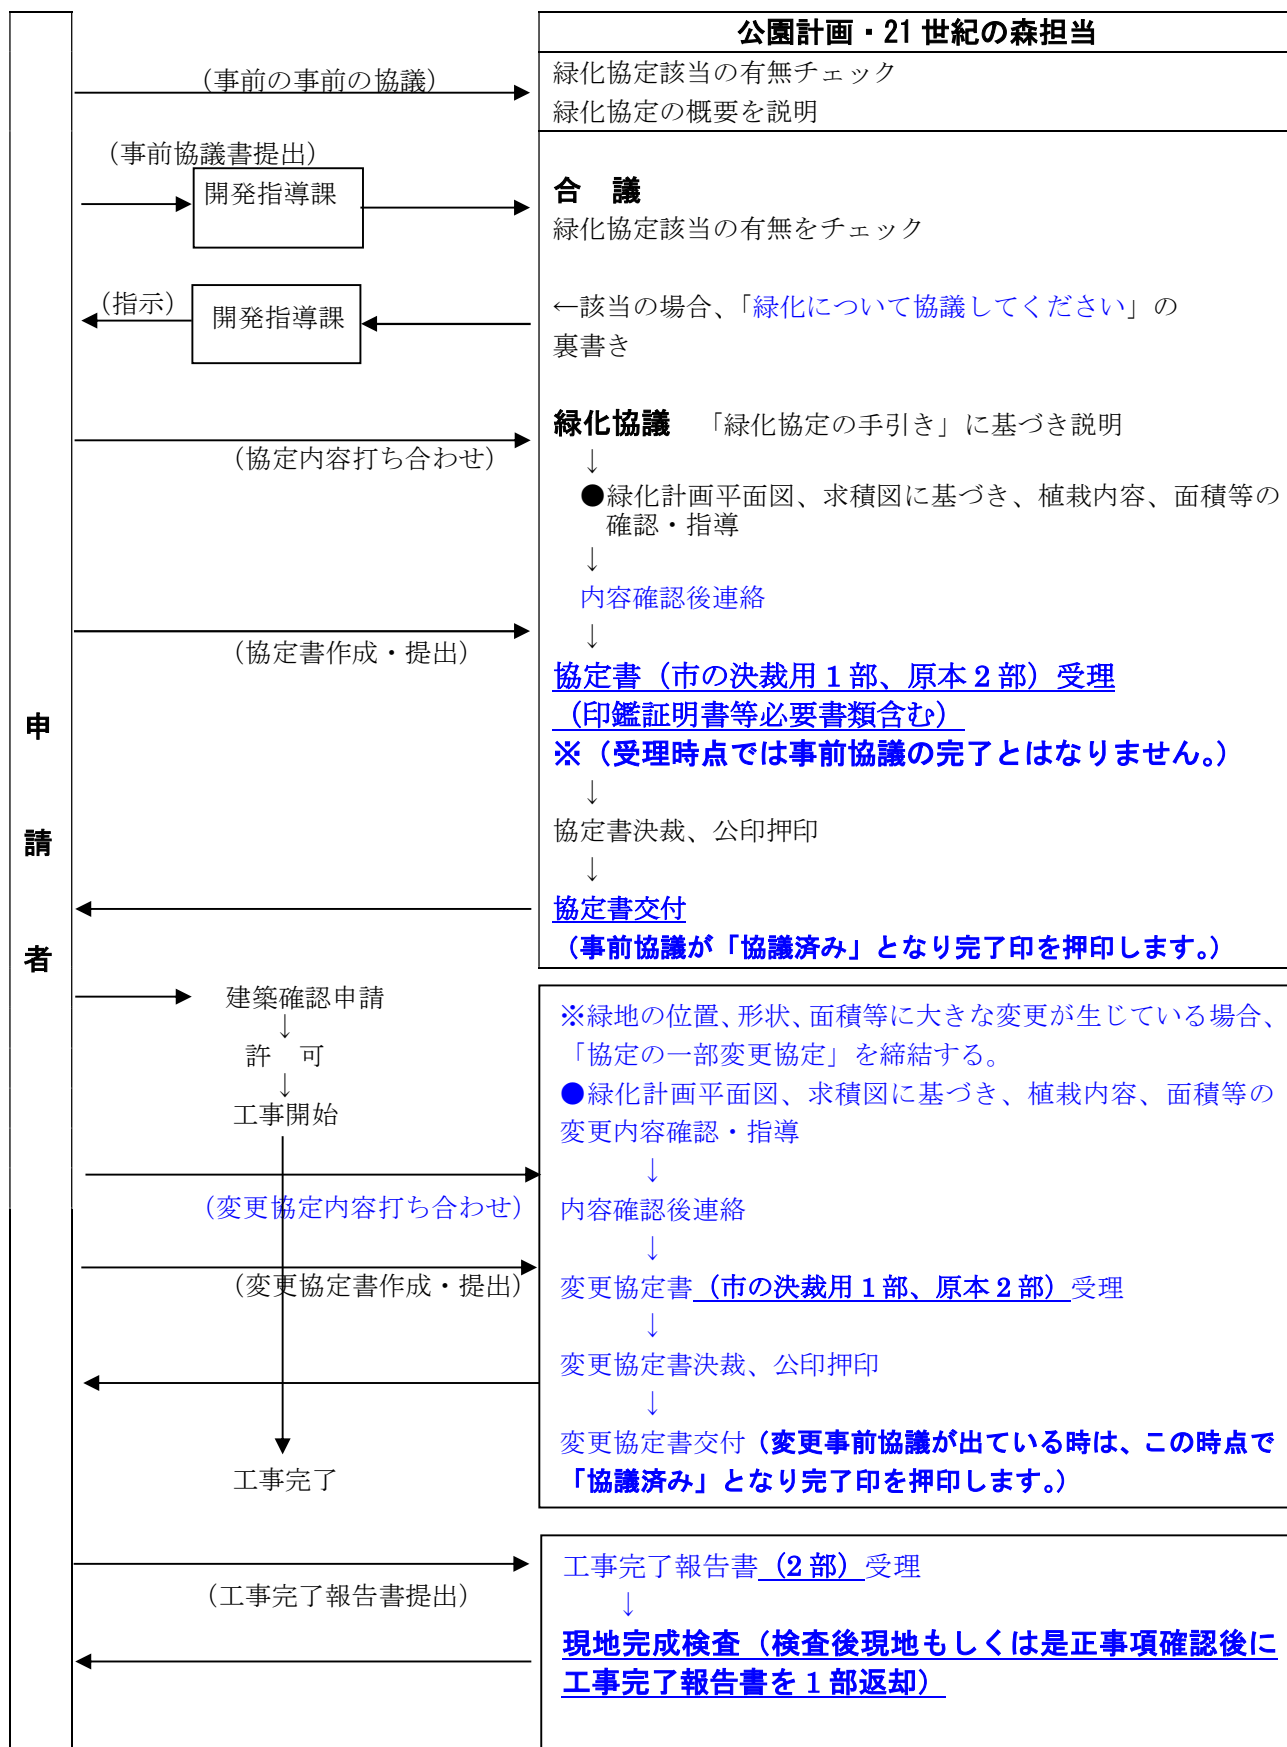 公園計画・21世紀の森担当
（事前の事前の協議）
緑化協定該当の有無チェック
緑化協定の概要を説明
（事前協議書提出）
開発指導課
合　議
緑化協定該当の有無をチェック
（指示）
開発指導課
←該当の場合、「緑化について協議してください」の
裏書き
緑化協議　「緑化協定の手引き」に基づき説明
（協定内容打ち合わせ）
↓
●緑化計画平面図、求積図に基づき、植栽内容、面積等の
確認・指導
↓
内容確認後連絡
↓
（協定書作成・提出）
協定書（市の決裁用1部、原本2部）受理
（印鑑証明書等必要書類含む）
※（受理時点では事前協議の完了とはなりません。）
↓
協定書決裁、公印押印
↓
協定書交付
（事前協議が「協議済み」となり完了印を押印します。）
申
請
者
建築確認申請
↓
許　可
↓
工事開始
※緑地の位置、形状、面積等に大きな変更が生じている場合、
「協定の一部変更協定」を締結する。
●緑化計画平面図、求積図に基づき、植栽内容、面積等の
変更内容確認・指導
↓
（変更協定内容打ち合わせ）
内容確認後連絡
↓
（変更協定書作成・提出）
変更協定書（市の決裁用1部、原本2部）受理
↓
変更協定書決裁、公印押印
↓
変更協定書交付（変更事前協議が出ている時は、この時点で
「協議済み」となり完了印を押印します。）
工事完了
工事完了報告書（2部）受理
（工事完了報告書提出）
↓
現地完成検査（検査後現地もしくは是正事項確認後に
工事完了報告書を1部返却）